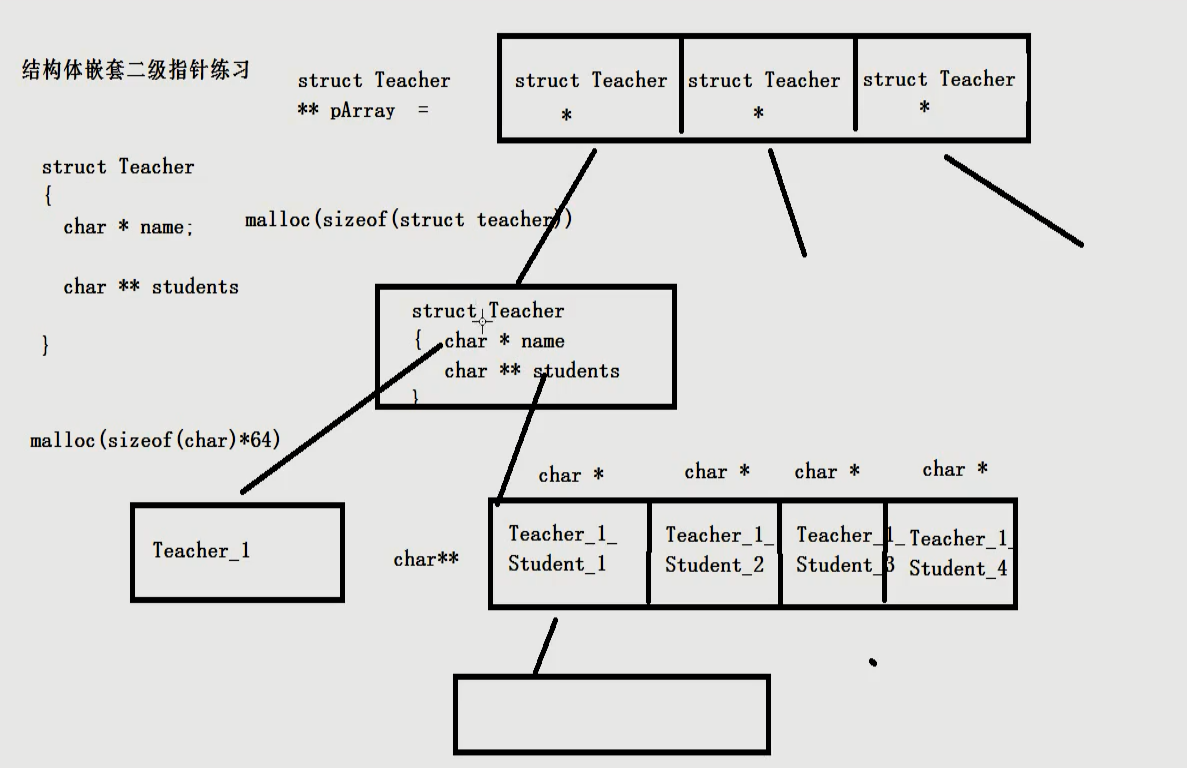 结构体嵌套二级指针练习
struct Teacher
** pArray =
struct Teacher
*
struct Teacher
*
struct Teacher
*
struct Teacher
{
char * name;
char ** students
}
malloc(sizeof(struct teacher))
struct Teacher
{ char * name
char ** students
}
malloc(sizeof(char)*64)
Teacher_1
char**
char *
char *
char *
char *
Teacher_1_
Student_1
Teacher_1_
Student_2
Teacher_1_
Student_3
Teacher_1_
Student_4